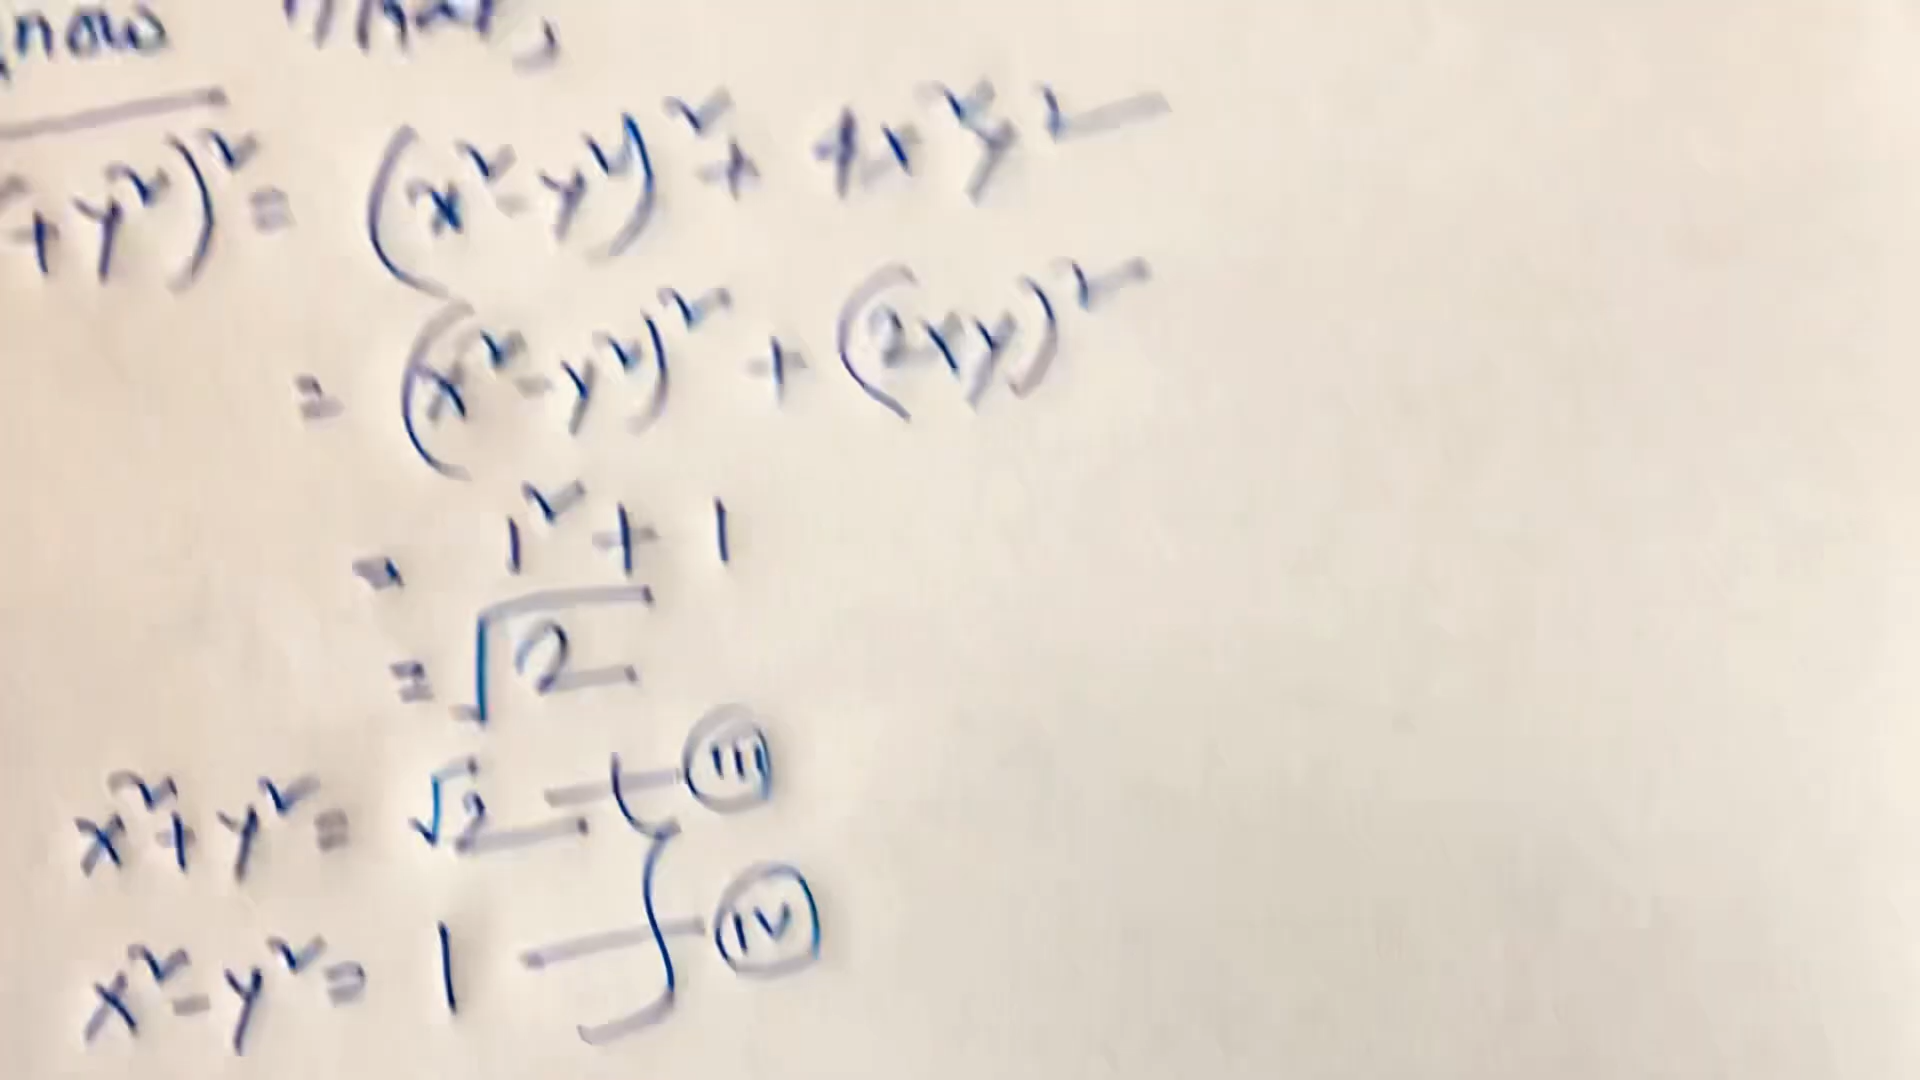 now
+y²)² = (x²-y²)² + 4x²y²
= (x²-y²)² + (2xy)²
= 1² + 1
= √2
x²+y² = √2 (iii)
x²-y² = 1 (iv)